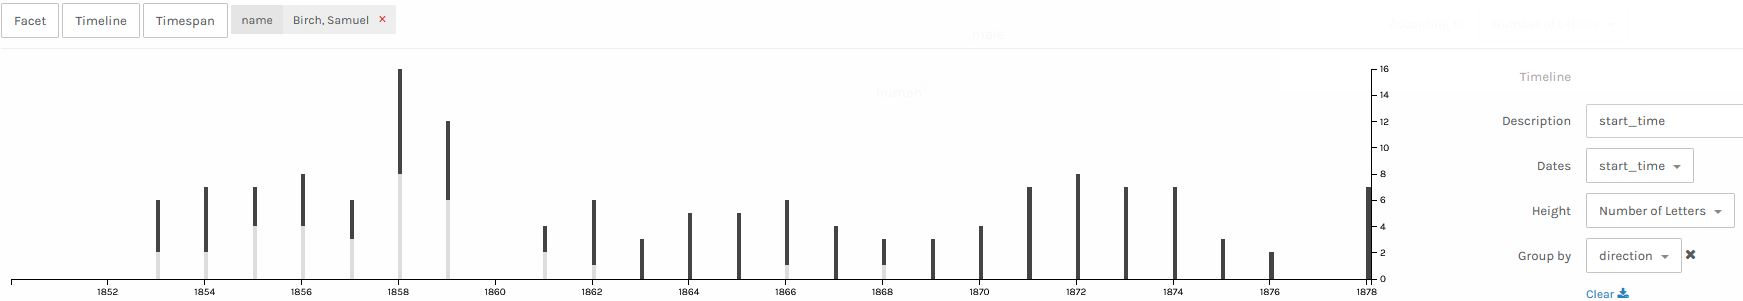 Facet Timeline Timespan name Birch, Samuel ×
16
Timeline
14
Description start_time
12
10
Dates start_time
8
6
Height Number of Letters
4
2
Group by direction ✖
0
1852 1854 1856 1858 1860 1862 1864 1866 1868 1870 1872 1874 1876 1878
Clear